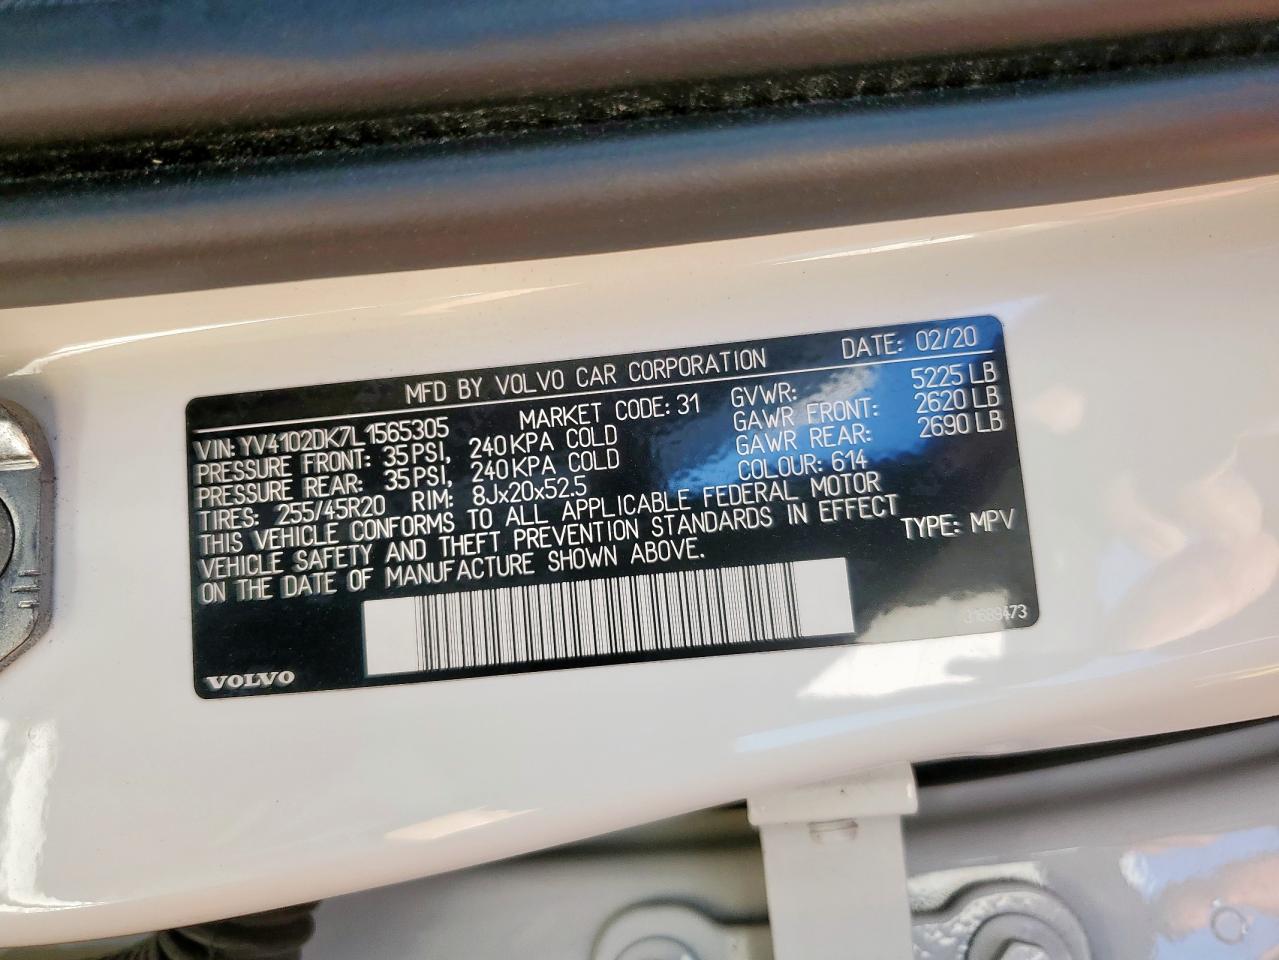 MFD BY VOLVO CAR CORPORATION DATE: 02/20
VIN: YV4102DK7L1565305 MARKET CODE: 31 GVWR: 5225 LB
PRESSURE FRONT: 35 PSI, 240 KPA COLD GAWR FRONT: 2620 LB
PRESSURE REAR: 35 PSI, 240 KPA COLD GAWR REAR: 2690 LB
TIRES: 255/45R20 RIM: 8Jx20x52.5 COLOUR: 614
THIS VEHICLE CONFORMS TO ALL APPLICABLE FEDERAL MOTOR
VEHICLE SAFETY AND THEFT PREVENTION STANDARDS IN EFFECT
ON THE DATE OF MANUFACTURE SHOWN ABOVE. TYPE: MPV
31689473
VOLVO